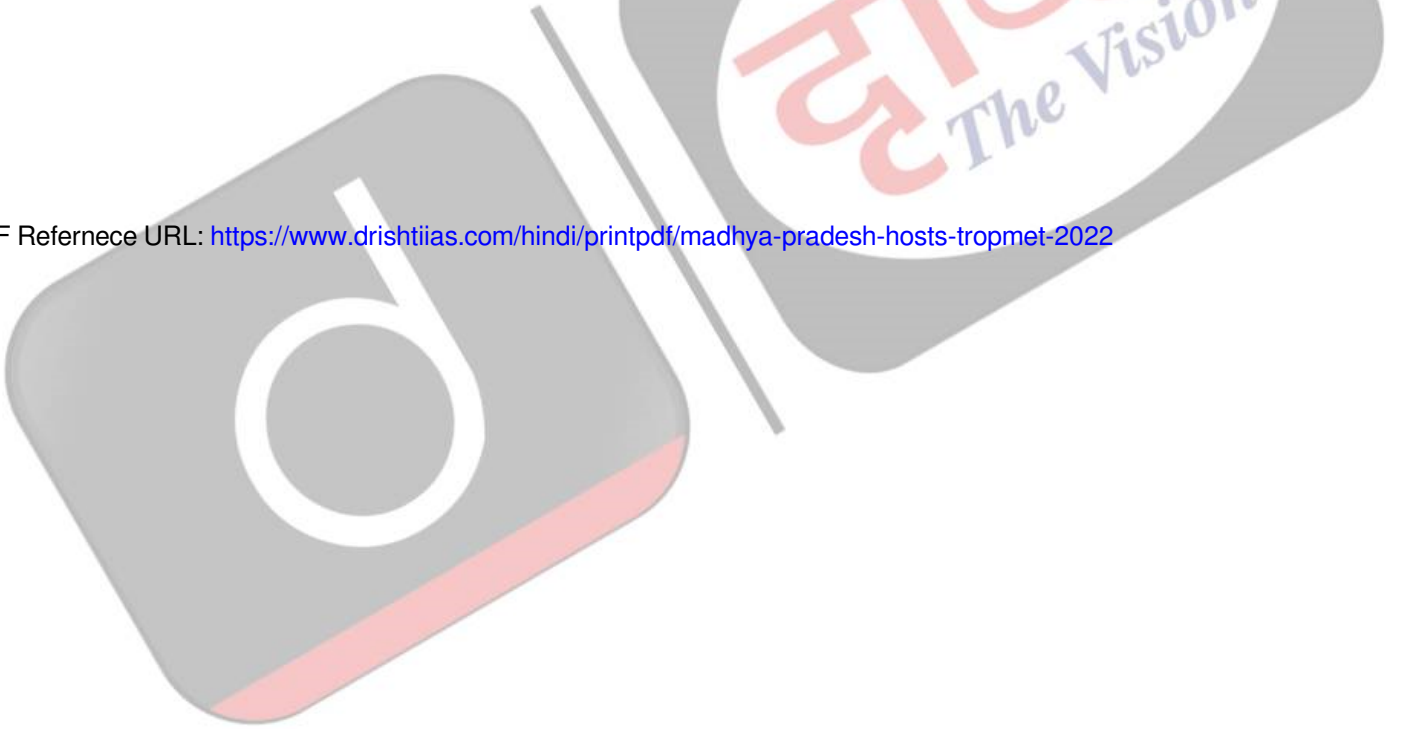 The Vision
F Refernece URL: https://www.drishtiias.com/hindi/printpdf/madhya-pradesh-hosts-tropmet-2022
d